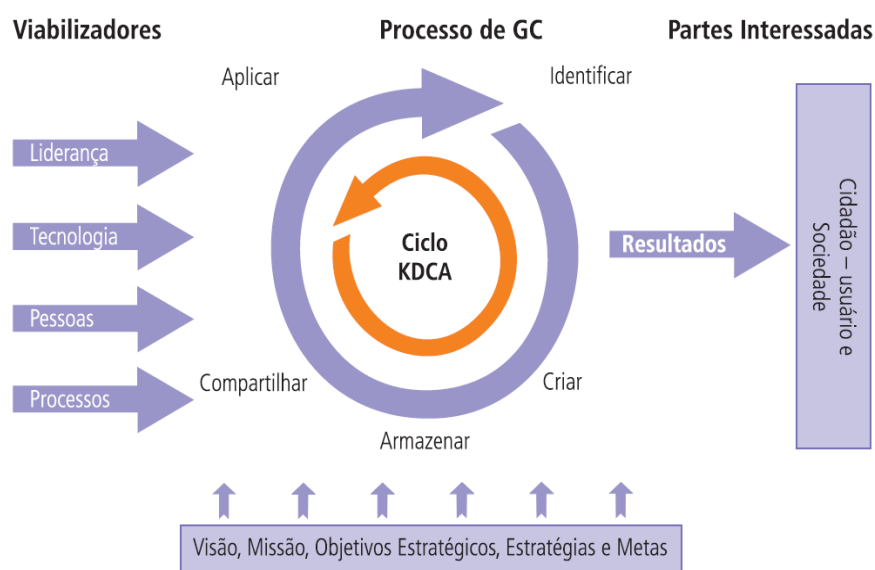 Viabilizadores
Processo de GC
Partes Interessadas
Aplicar
Identificar
Liderança
Tecnologia
Pessoas
Processos
Ciclo
KDCA
Resultados
Cidadão – usuário e
Sociedade
Compartilhar
Criar
Armazenar
Visão, Missão, Objetivos Estratégicos, Estratégias e Metas